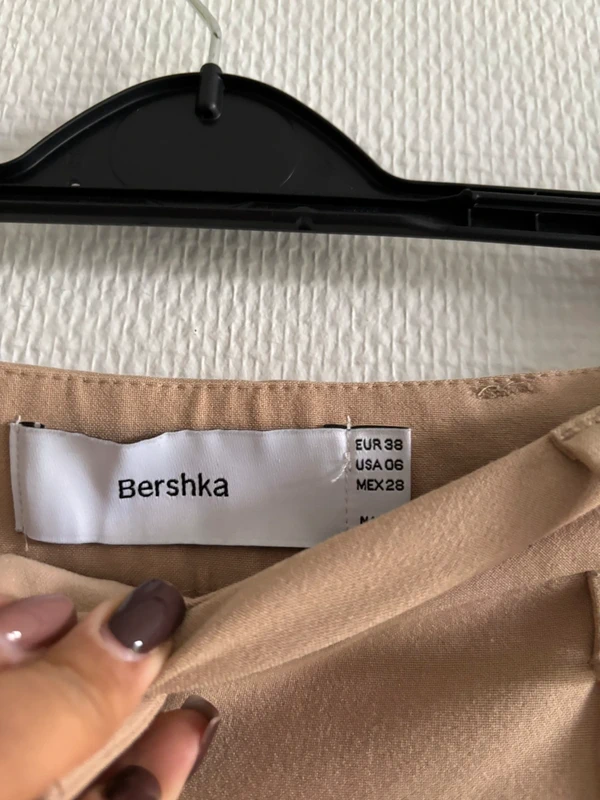 Bershka
EUR 38
USA 06
MEX 28